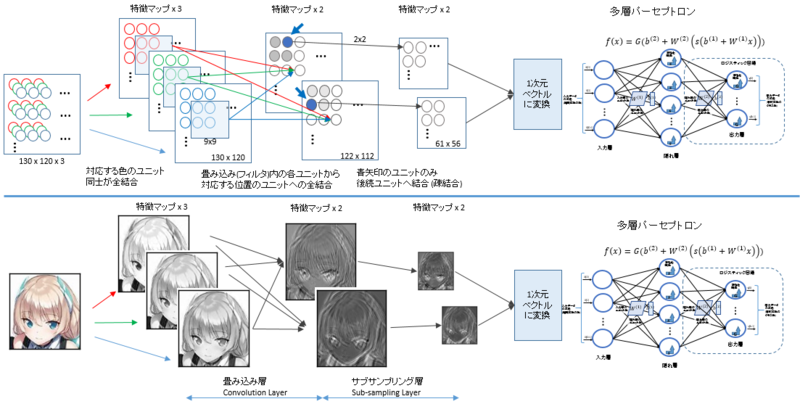 特徴マップ x 3
特徴マップ x 2
特徴マップ x 2
多層パーセプトロン
f(x) = G(b⁽²⁾ + W⁽²⁾(s(b⁽¹⁾ + W⁽¹⁾x)))
ロジスティック回帰
2x2
1次元
ベクトル
に変換
入力層
隠れ層
出力層
9x9
130 x 120 x 3
130 x 120
122 x 112
61 x 56
対応する色のユニット
同士が全結合
畳み込み(フィルタ)内の各ユニットから
対応する位置のユニットへの全結合
青矢印のユニットのみ
後続ユニットへ結合 (疎結合)
特徴マップ x 3
特徴マップ x 2
特徴マップ x 2
多層パーセプトロン
f(x) = G(b⁽²⁾ + W⁽²⁾(s(b⁽¹⁾ + W⁽¹⁾x)))
ロジスティック回帰
1次元
ベクトル
に変換
入力層
隠れ層
出力層
畳み込み層
Convolution Layer
サブサンプリング層
Sub-sampling Layer